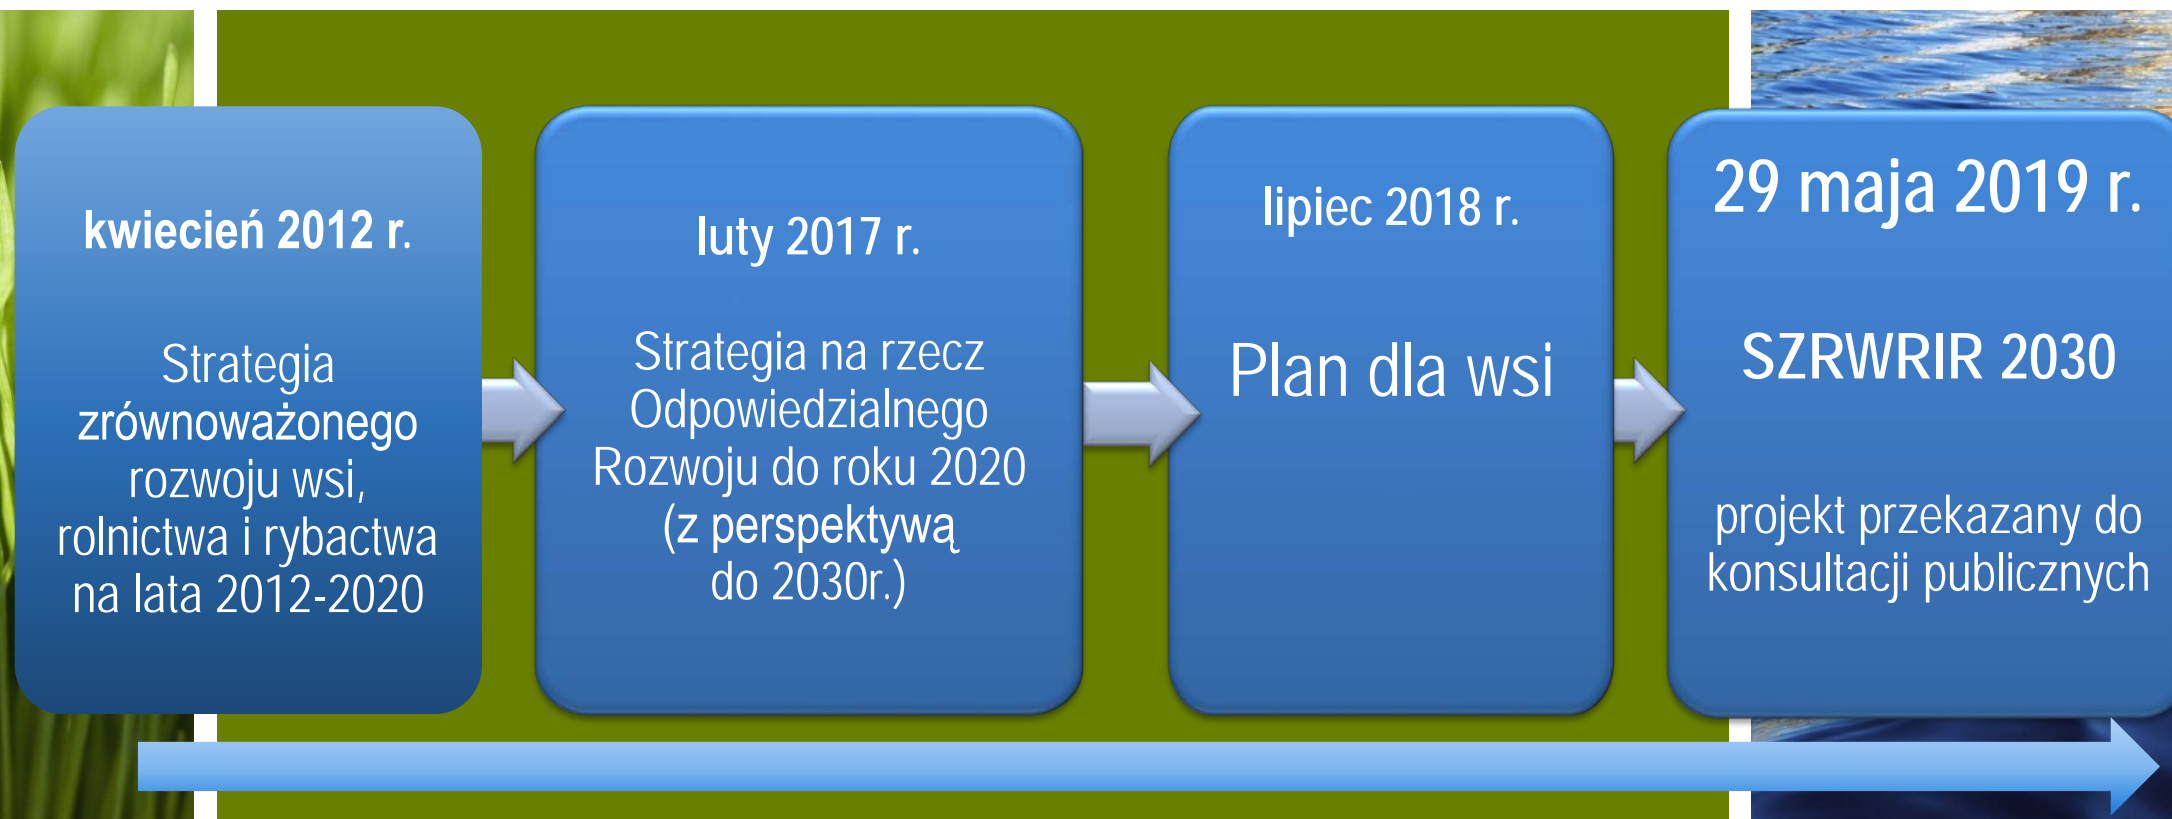 kwiecień 2012 r.
Strategia
zrównoważonego
rozwoju wsi,
rolnictwa i rybactwa
na lata 2012-2020
luty 2017 r.
Strategia na rzecz
Odpowiedzialnego
Rozwoju do roku 2020
(z perspektywą
do 2030r.)
lipiec 2018 r.
Plan dla wsi
29 maja 2019 r.
SZRWRIR 2030
projekt przekazany do
konsultacji publicznych